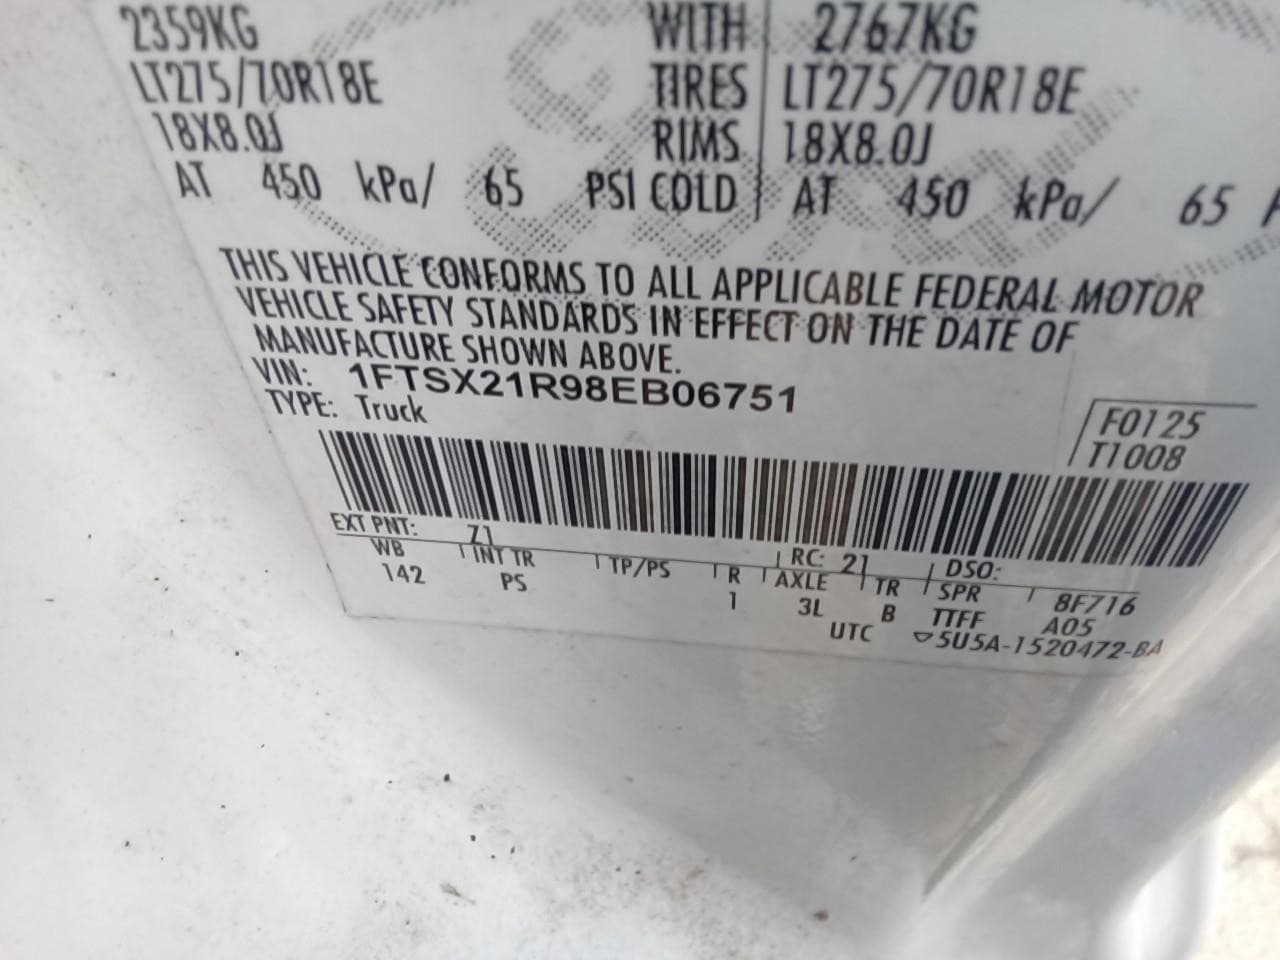 2359KG WITH 2767KG
LT275/70R18E TIRES LT275/70R18E
18X8.0J RIMS 18X8.0J
AT 450 kPa/ 65 PSI COLD AT 450 kPa/ 65
THIS VEHICLE CONFORMS TO ALL APPLICABLE FEDERAL MOTOR
VEHICLE SAFETY STANDARDS IN EFFECT ON THE DATE OF
MANUFACTURE SHOWN ABOVE.
VIN: 1FTSX21R98EB06751
TYPE: Truck
F0125
T1008
EXT PNT: Z1 RC: 21 DSO:
WB INT TR TP/PS R AXLE TR SPR 8F716
142 PS 1 3L B TTFF A05
UTC ▽5U5A-1520472-BA